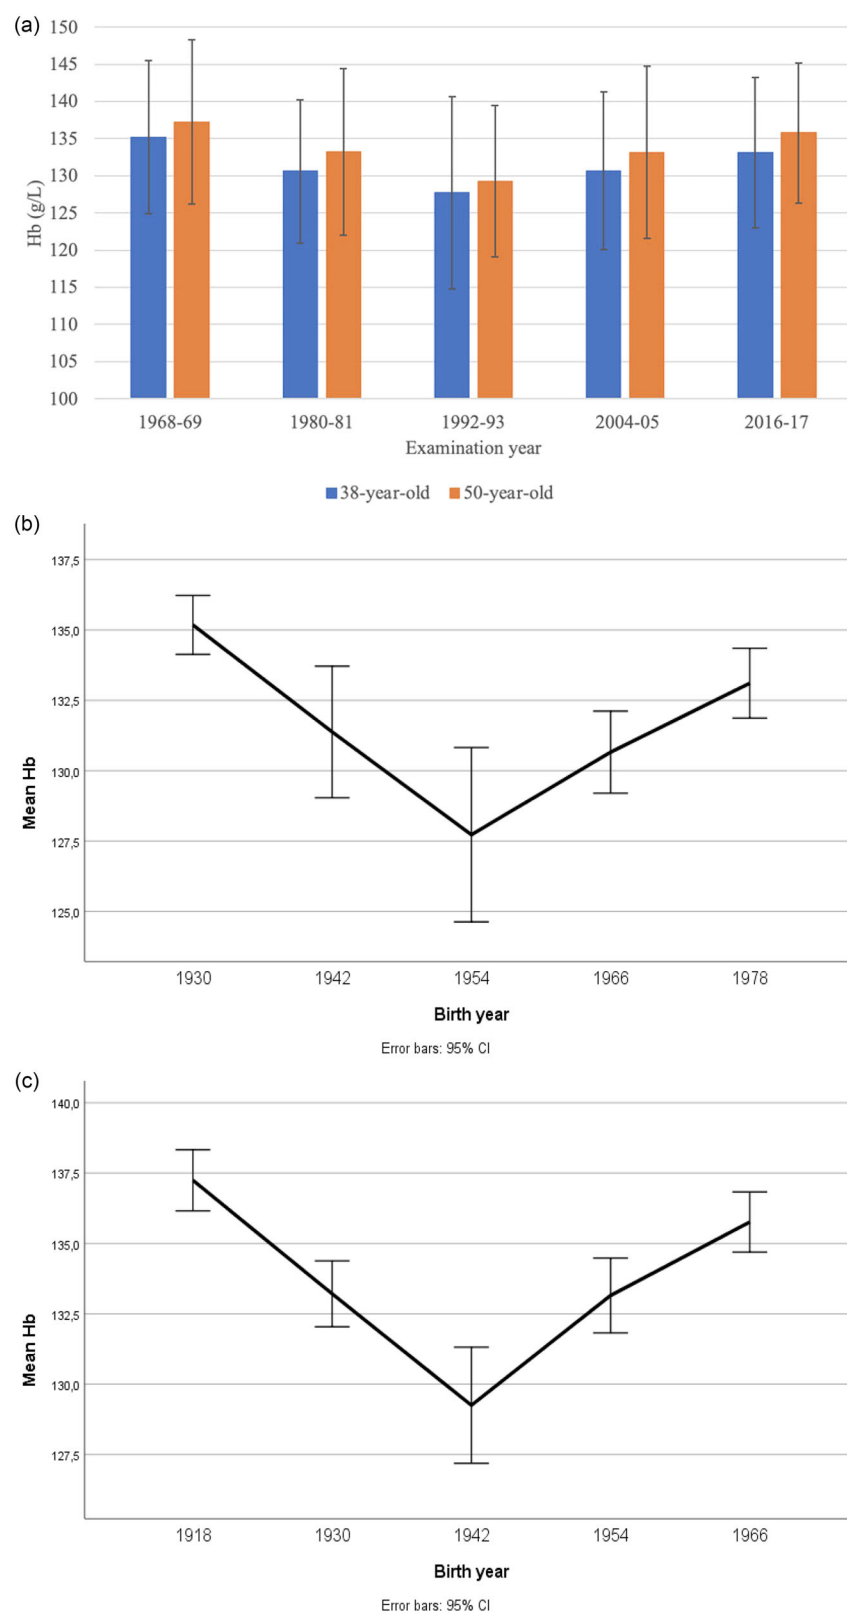 (a)
150
145
140
135
130
125
120
115
110
105
100
Hb (g/L)
1968-69 1980-81 1992-93 2004-05 2016-17
Examination year
38-year-old 50-year-old
(b)
137,5
135,0
132,5
130,0
127,5
125,0
Mean Hb
1930 1942 1954 1966 1978
Birth year
Error bars: 95% CI
(c)
140,0
137,5
135,0
132,5
130,0
127,5
Mean Hb
1918 1930 1942 1954 1966
Birth year
Error bars: 95% CI